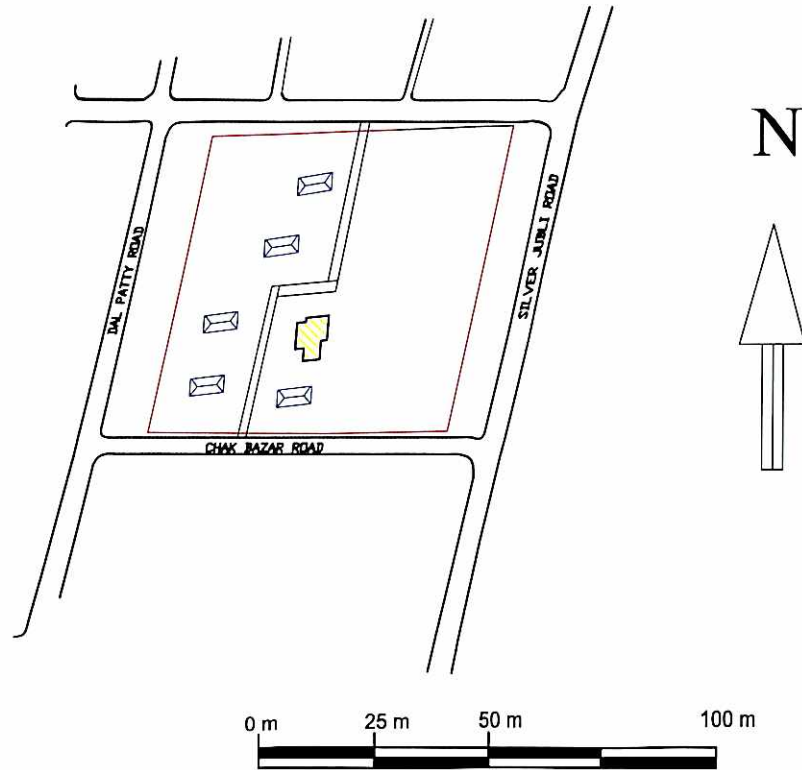 N
DAL PATTY ROAD
SILVER JUBLI ROAD
CHAK BAZAR ROAD
0 m 25 m 50 m 100 m